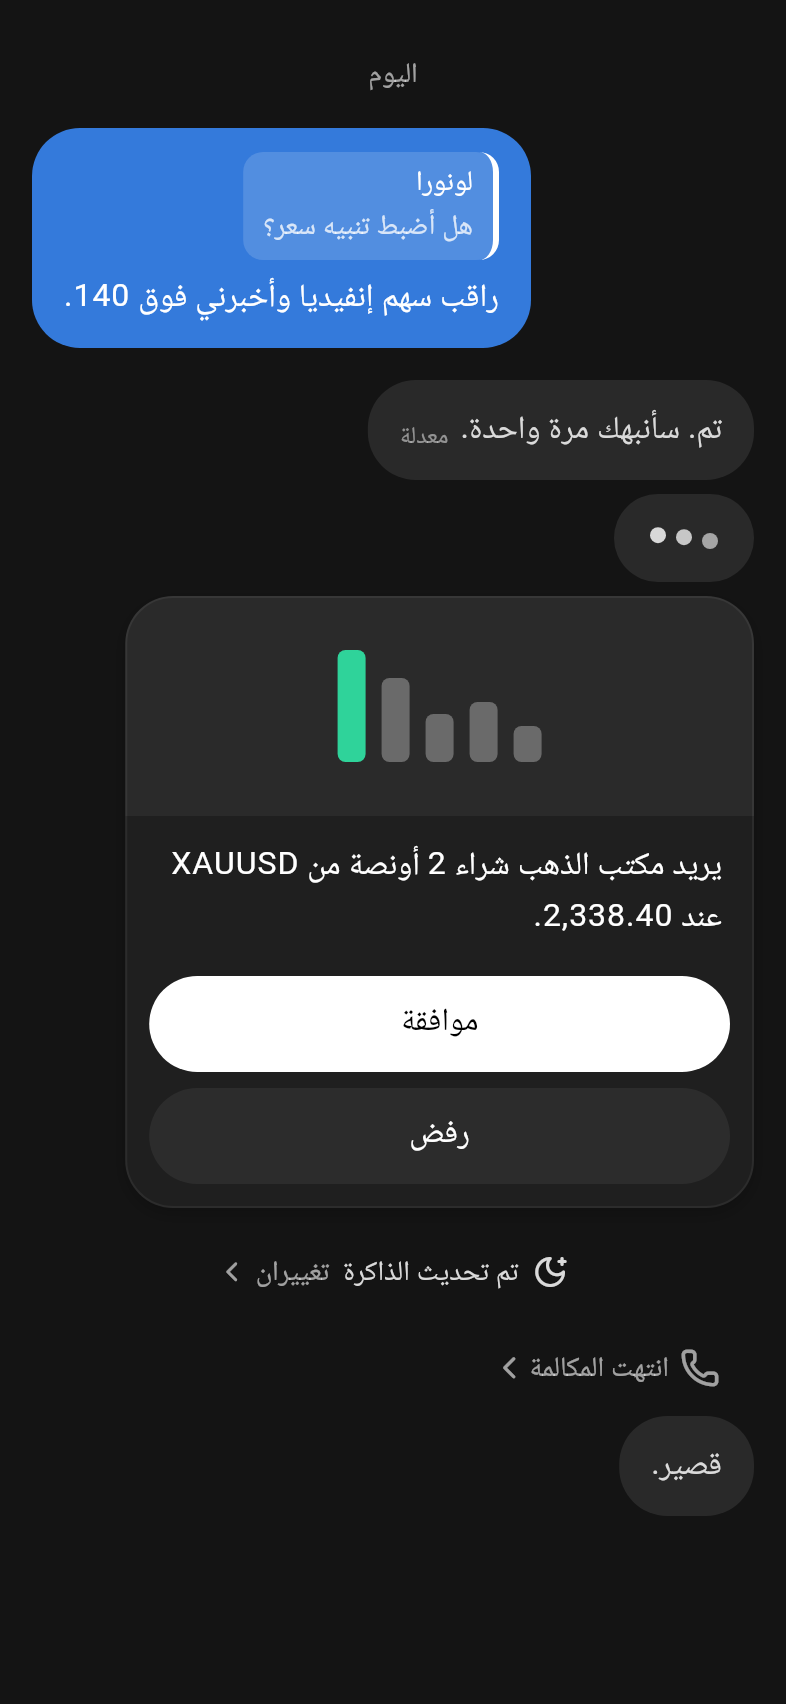 اليوم
لونورا
هل أضبط تنبيه سعر؟
راقب سهم إنفيديا وأخبرني فوق 140.
تم. سأنبهك مرة واحدة. معدلة
يريد مكتب الذهب شراء 2 أونصة من XAUUSD
عند 2,338.40.
موافقة
رفض
تم تحديث الذاكرة تغييران
انتهت المكالمة
قصير.